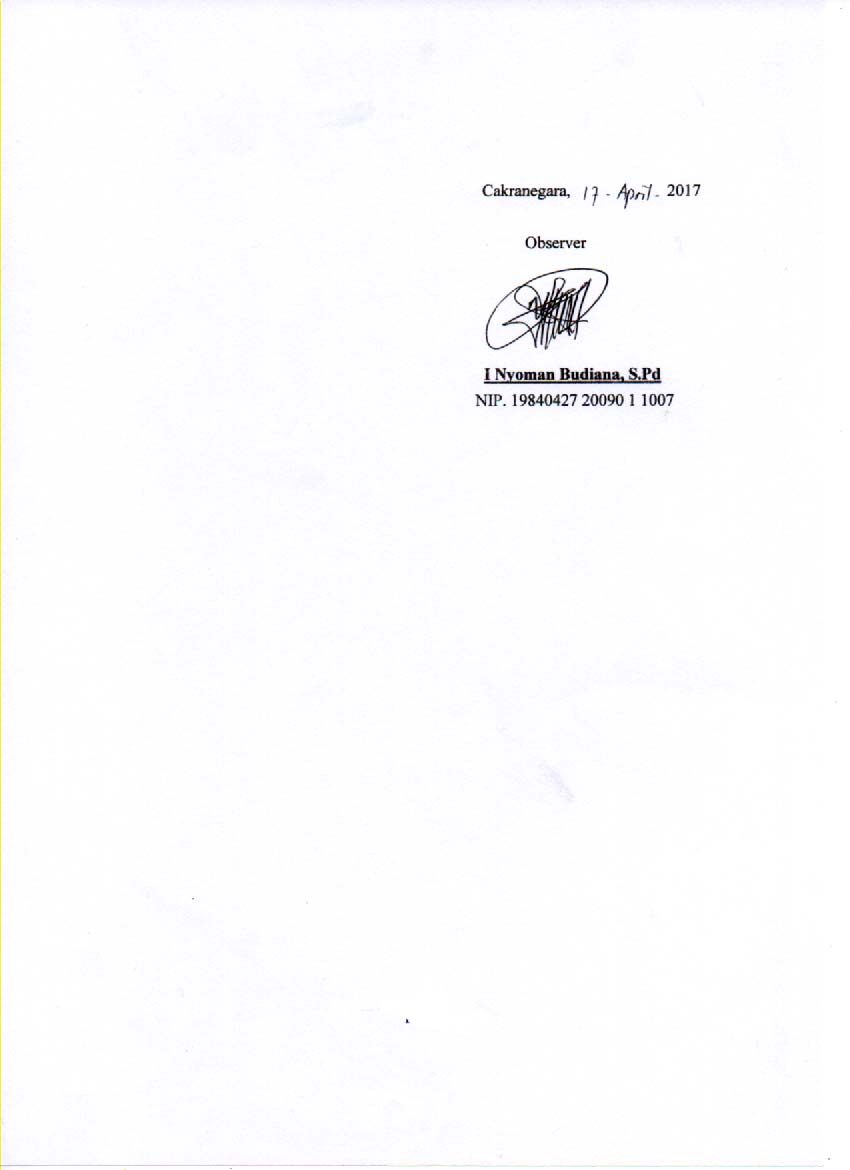 Cakranegara, 17 - April - 2017
Observer
I Nyoman Budiana, S.Pd
NIP. 19840427 20090 1 1007